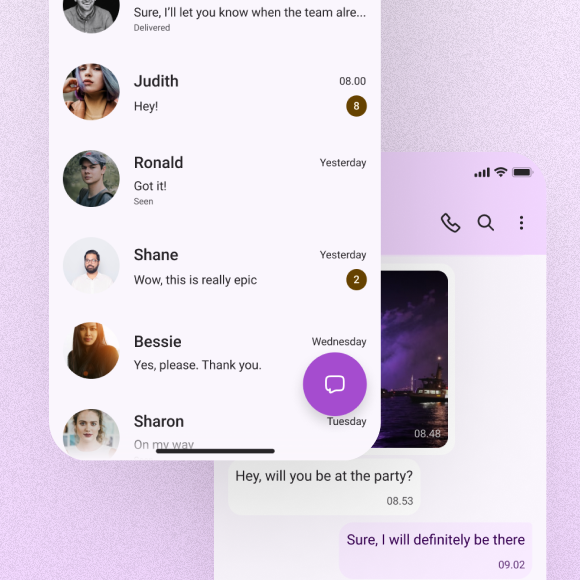 Sure, I’ll let you know when the team alre...
Delivered
Judith
08.00
Hey!
8
Ronald
Yesterday
Got it!
Seen
Shane
Yesterday
Wow, this is really epic
2
Bessie
Wednesday
Yes, please. Thank you.
Sharon
Tuesday
On my way
08.48
Hey, will you be at the party?
08.53
Sure, I will definitely be there
09.02